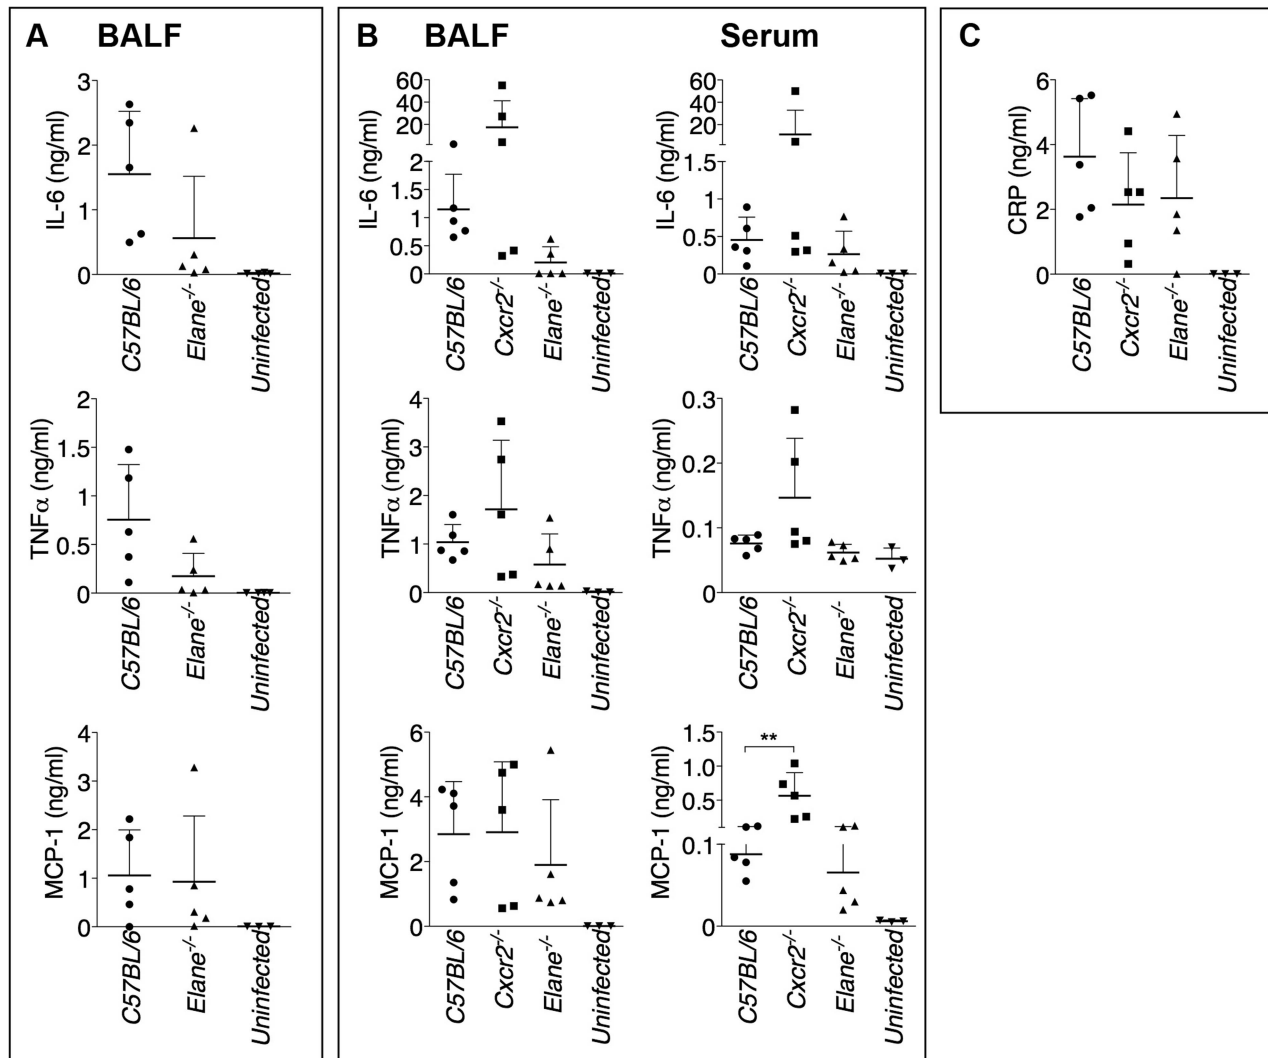 A BALF
3
2
1
0
IL-6 (ng/ml)
C57BL/6
Elane-/-
Uninfected
2
1.5
1
0.5
0
TNFα (ng/ml)
C57BL/6
Elane-/-
Uninfected
4
3
2
1
0
MCP-1 (ng/ml)
C57BL/6
Elane-/-
Uninfected
B BALF Serum
60
40
20
2
1.5
1
0.5
0
IL-6 (ng/ml)
C57BL/6
Cxcr2-/-
Elane-/-
Uninfected
60
40
20
1.5
1
0.5
0
IL-6 (ng/ml)
C57BL/6
Cxcr2-/-
Elane-/-
Uninfected
4
3
2
1
0
TNFα (ng/ml)
C57BL/6
Cxcr2-/-
Elane-/-
Uninfected
0.3
0.2
0.1
0
TNFα (ng/ml)
C57BL/6
Cxcr2-/-
Elane-/-
Uninfected
6
4
2
0
MCP-1 (ng/ml)
C57BL/6
Cxcr2-/-
Elane-/-
Uninfected
1.5
1.0
0.5
0.1
0
MCP-1 (ng/ml)
**
C57BL/6
Cxcr2-/-
Elane-/-
Uninfected
C
6
4
2
0
CRP (ng/ml)
C57BL/6
Cxcr2-/-
Elane-/-
Uninfected